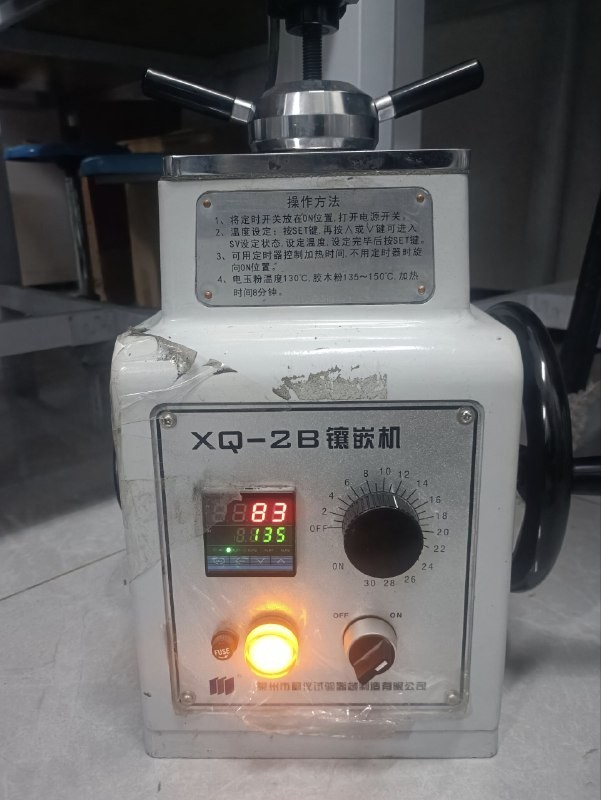 操作方法
1、将定时开关放在ON位置,打开电源开关。
2、温度设定:按SET键,再按∧或∨键可进入
SV设定状态,设定温度,设定完毕后按SET键。
3、可用定时器控制加热时间,不用定时器时旋
向ON位置。
4、电玉粉温度130℃,胶木粉135~150℃,加热
时间8分钟。
XQ-2B镶嵌机
83
135
OFF 2 4 6 8 10 12 14 16 18 20 22 24 26 28 30 ON
OFF ON
FUSE